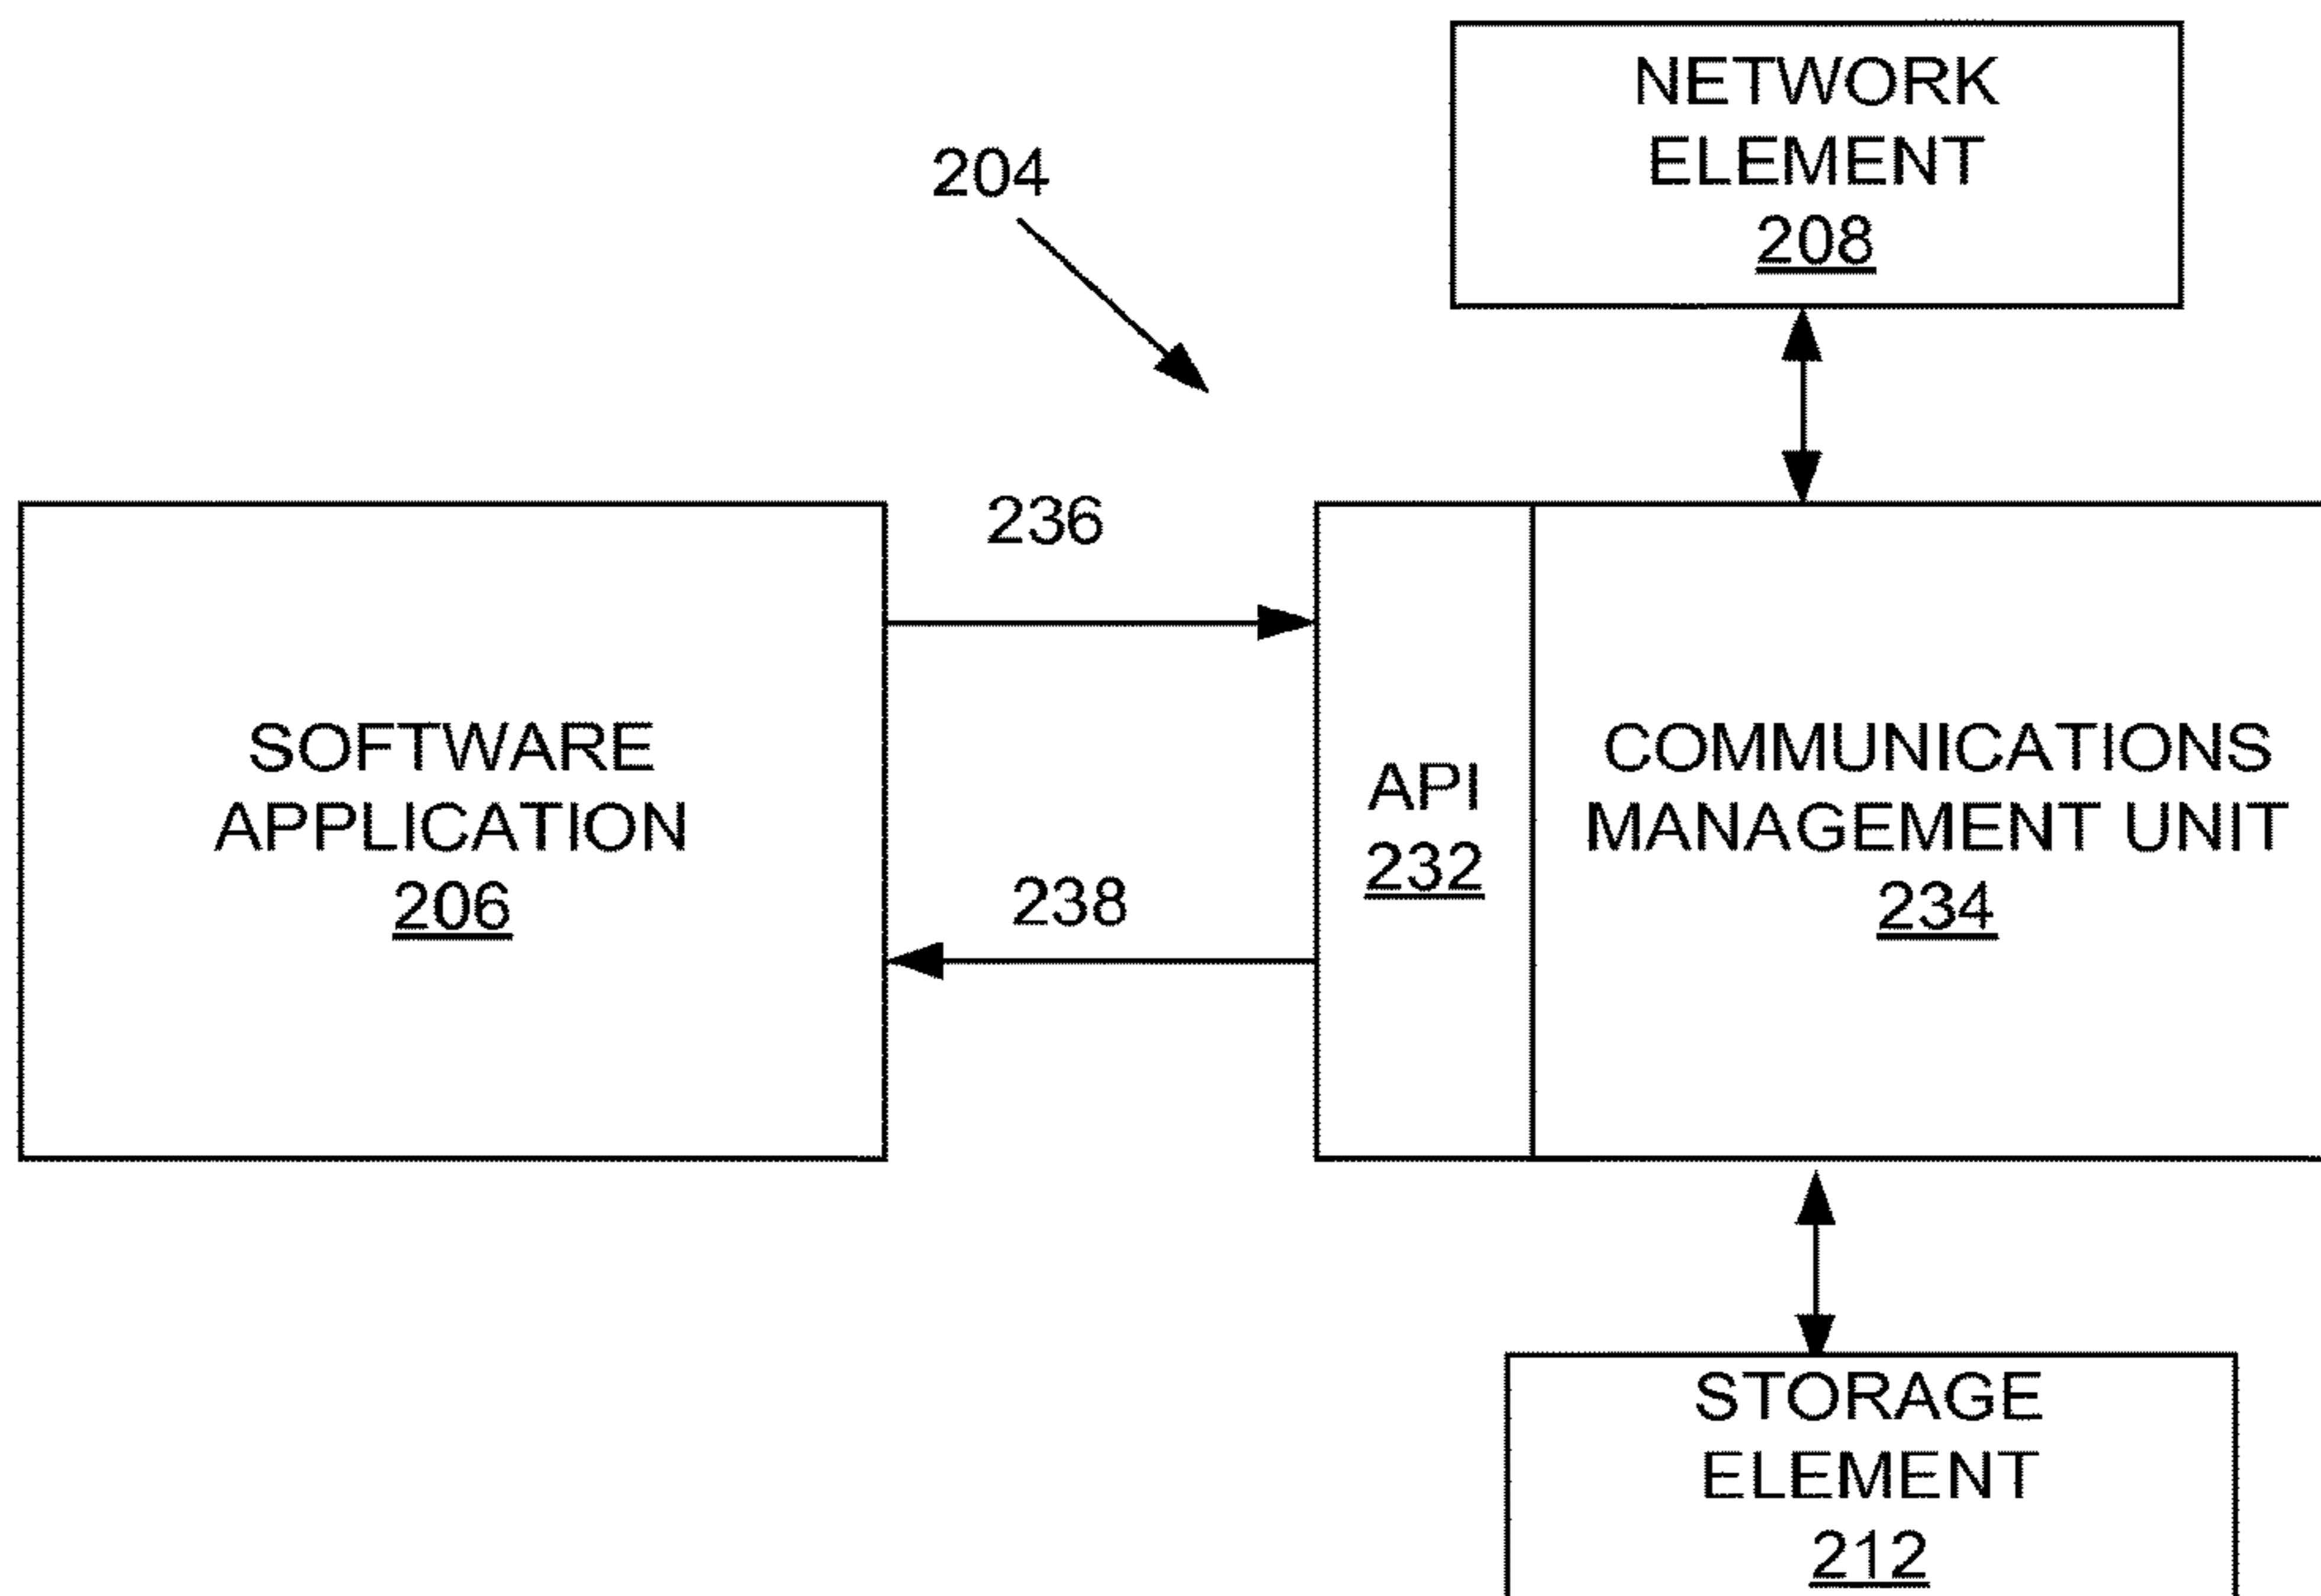 NETWORK
ELEMENT
208
204
236
SOFTWARE
APPLICATION
206
238
API
232
COMMUNICATIONS
MANAGEMENT UNIT
234
STORAGE
ELEMENT
212